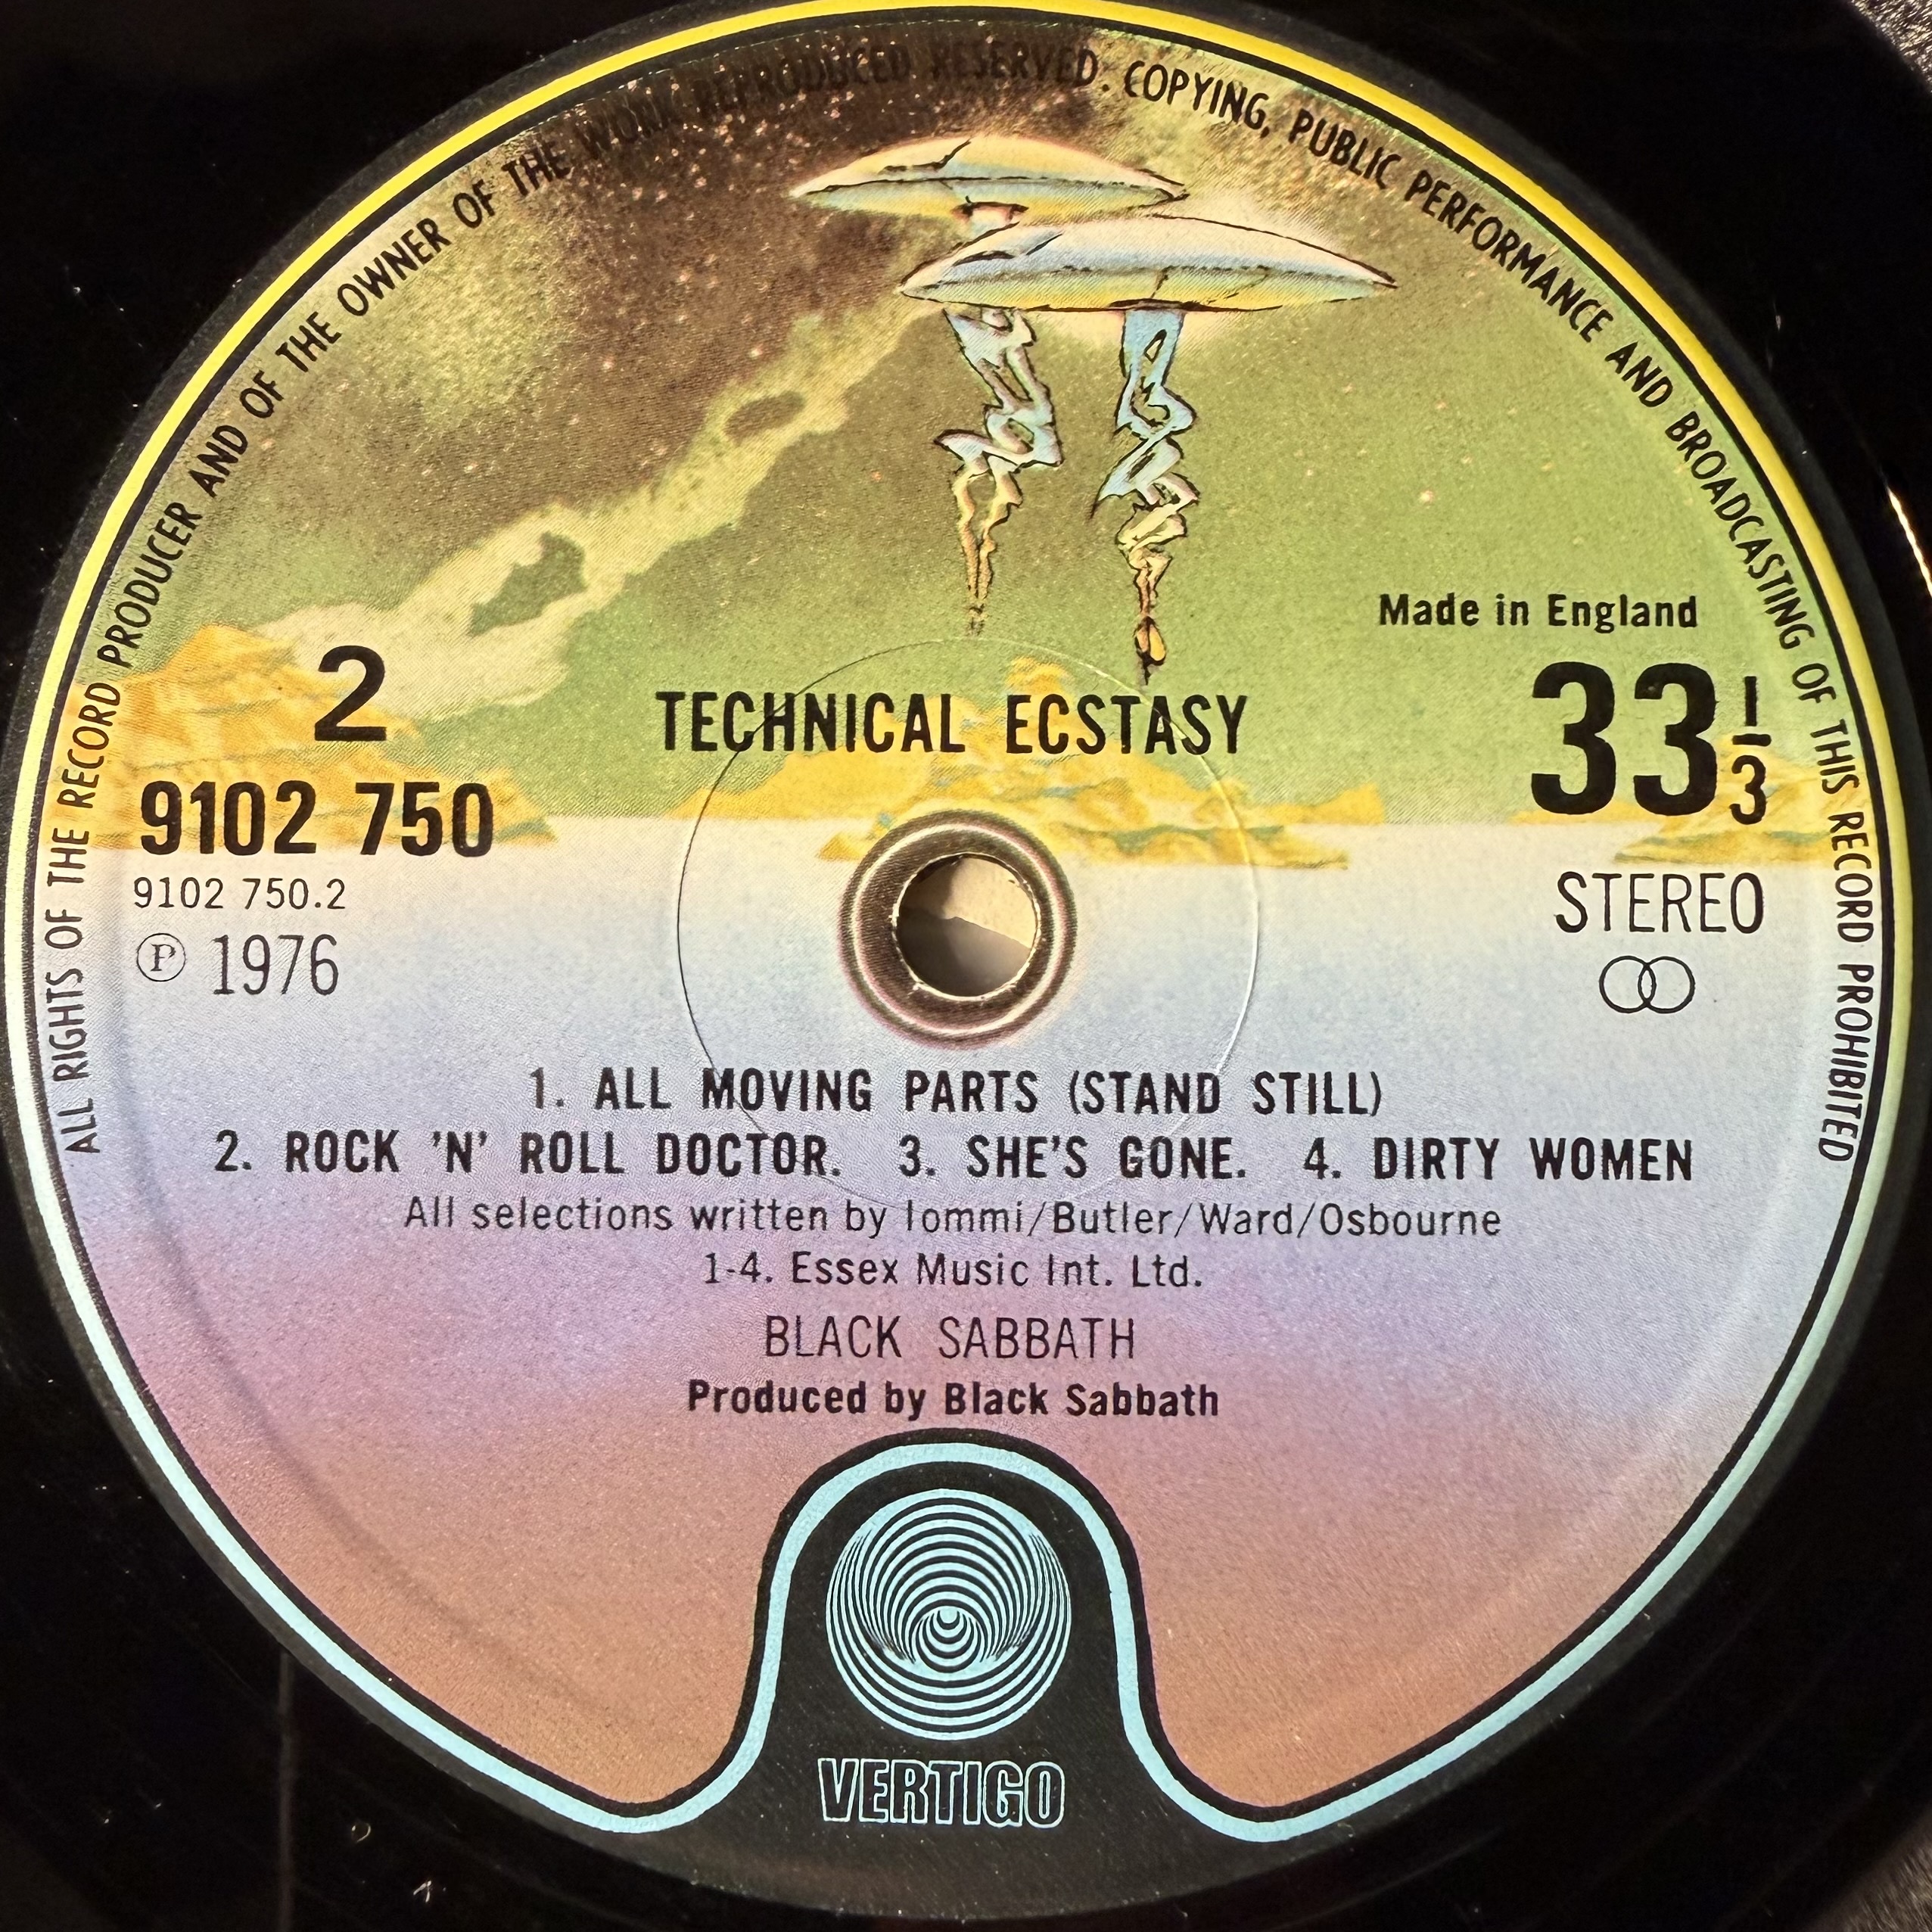 ALL RIGHTS OF THE RECORD PRODUCER AND OF THE OWNER OF THE WORK REPRODUCED RESERVED. COPYING, PUBLIC PERFORMANCE AND BROADCASTING OF THIS RECORD PROHIBITED
Made in England
2
TECHNICAL ECSTASY
33 1/3
9102 750
9102 750.2
STEREO
Ⓟ 1976
1. ALL MOVING PARTS (STAND STILL)
2. ROCK 'N' ROLL DOCTOR. 3. SHE'S GONE. 4. DIRTY WOMEN
All selections written by Iommi/Butler/Ward/Osbourne
1-4. Essex Music Int. Ltd.
BLACK SABBATH
Produced by Black Sabbath
VERTIGO